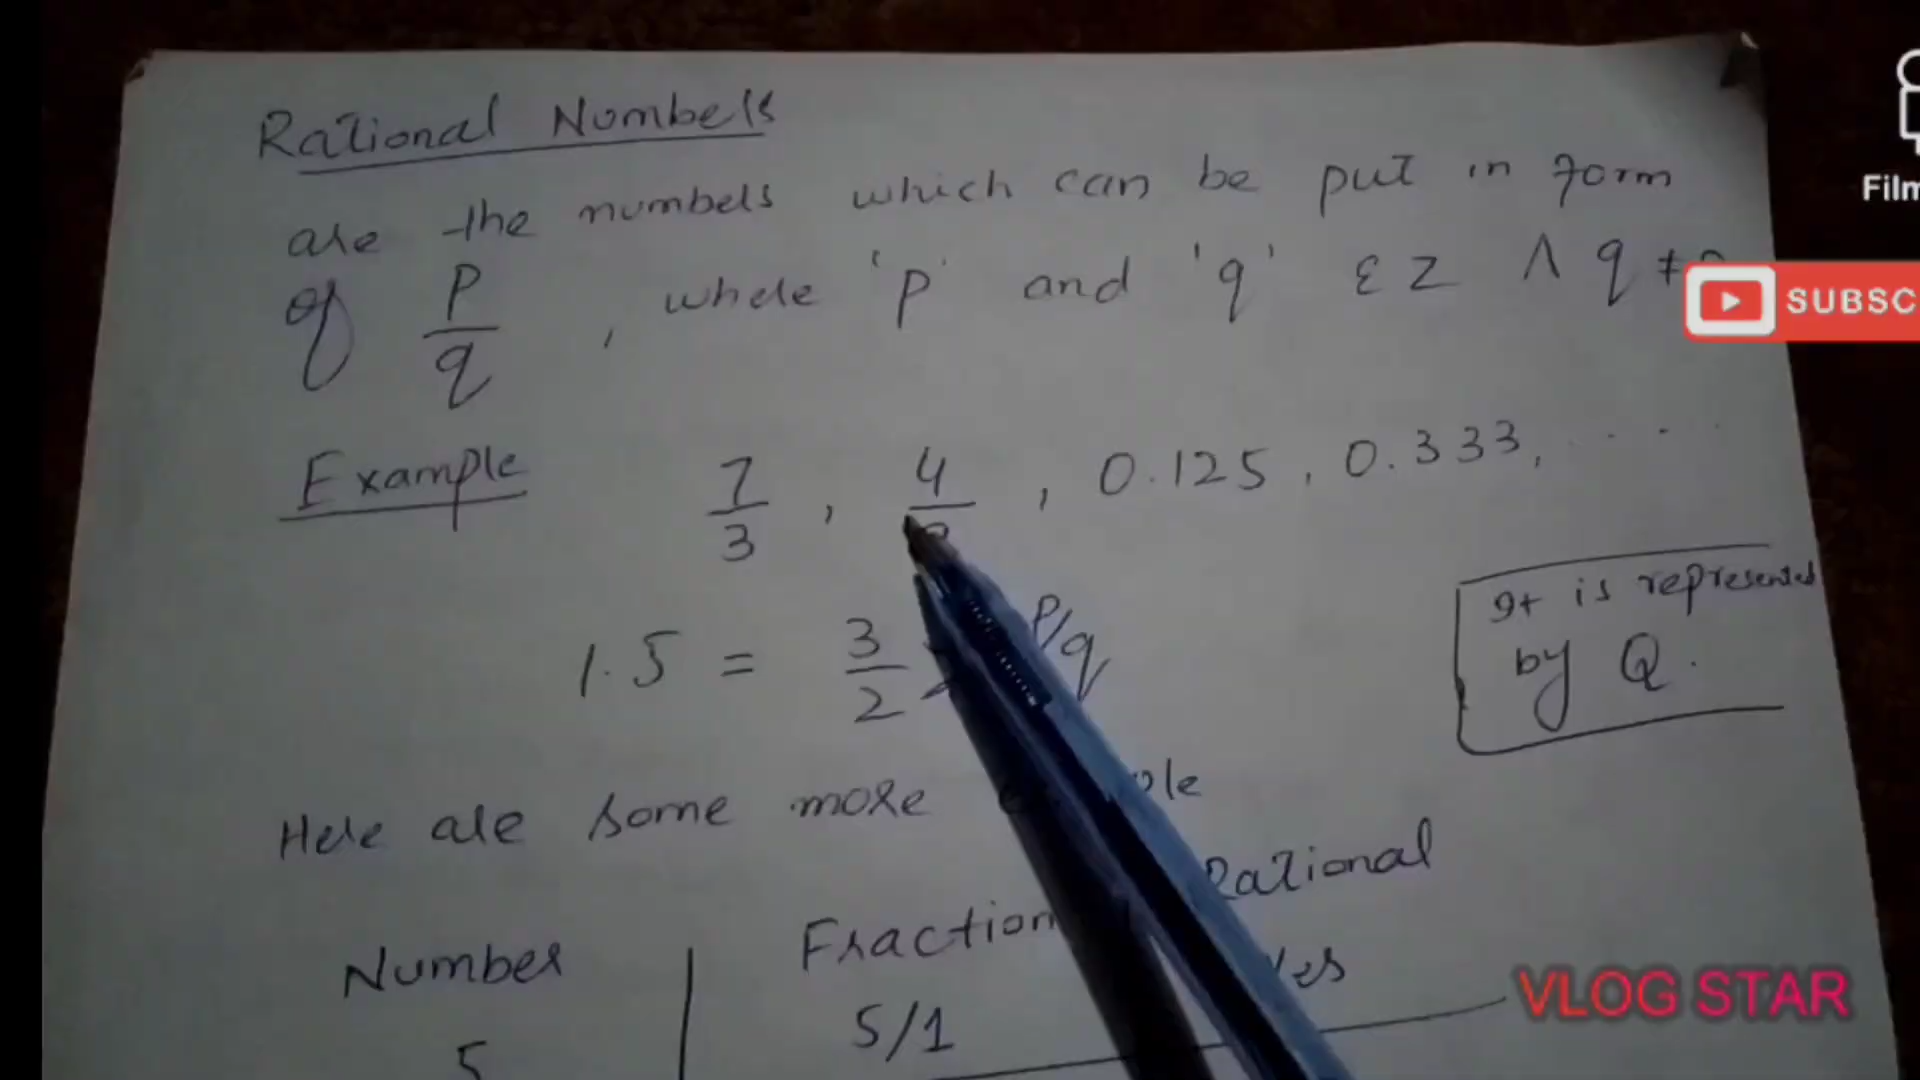 Rational Numbers
are the numbers which can be put in form
of p/q , where 'p' and 'q' ε Z Λ q ≠
Example 7/3 , 4/ , 0.125 , 0.333, . . . .
1.5 = 3/2 p/q
It is represented
by Q .
Here are some more
Number Fraction Rational
5 5/1
Film
SUBSC
VLOG STAR